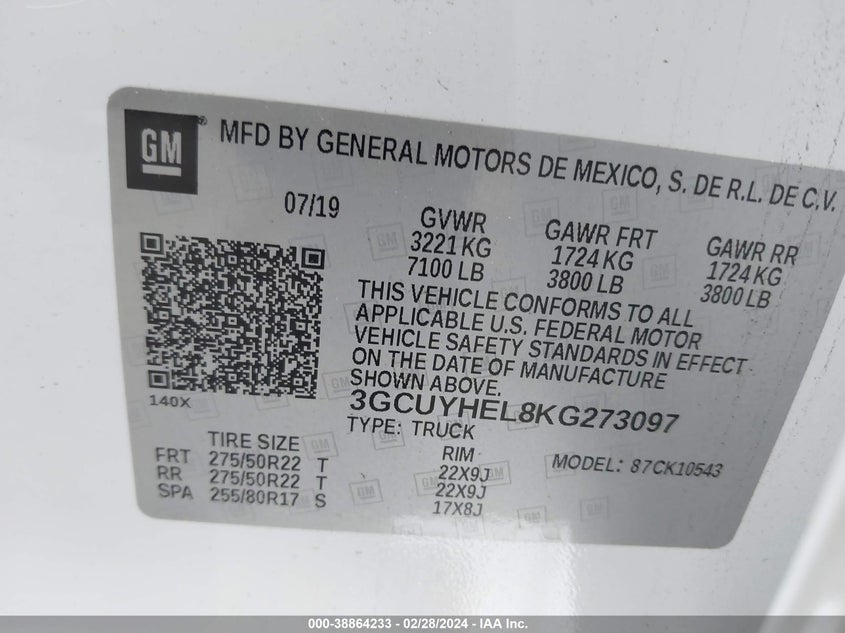 GM
MFD BY GENERAL MOTORS DE MEXICO, S. DE R.L. DE C.V.
07/19
GVWR GAWR FRT GAWR RR
3221 KG 1724 KG 1724 KG
7100 LB 3800 LB 3800 LB
THIS VEHICLE CONFORMS TO ALL
APPLICABLE U.S. FEDERAL MOTOR
VEHICLE SAFETY STANDARDS IN EFFECT
ON THE DATE OF MANUFACTURE
SHOWN ABOVE.
140X
3GCUYHEL8KG273097
TYPE: TRUCK
TIRE SIZE RIM
MODEL: 87CK10543
FRT 275/50R22 T 22X9J
RR 275/50R22 T 22X9J
SPA 255/80R17 S 17X8J
000-38864233 - 02/28/2024 - IAA Inc.